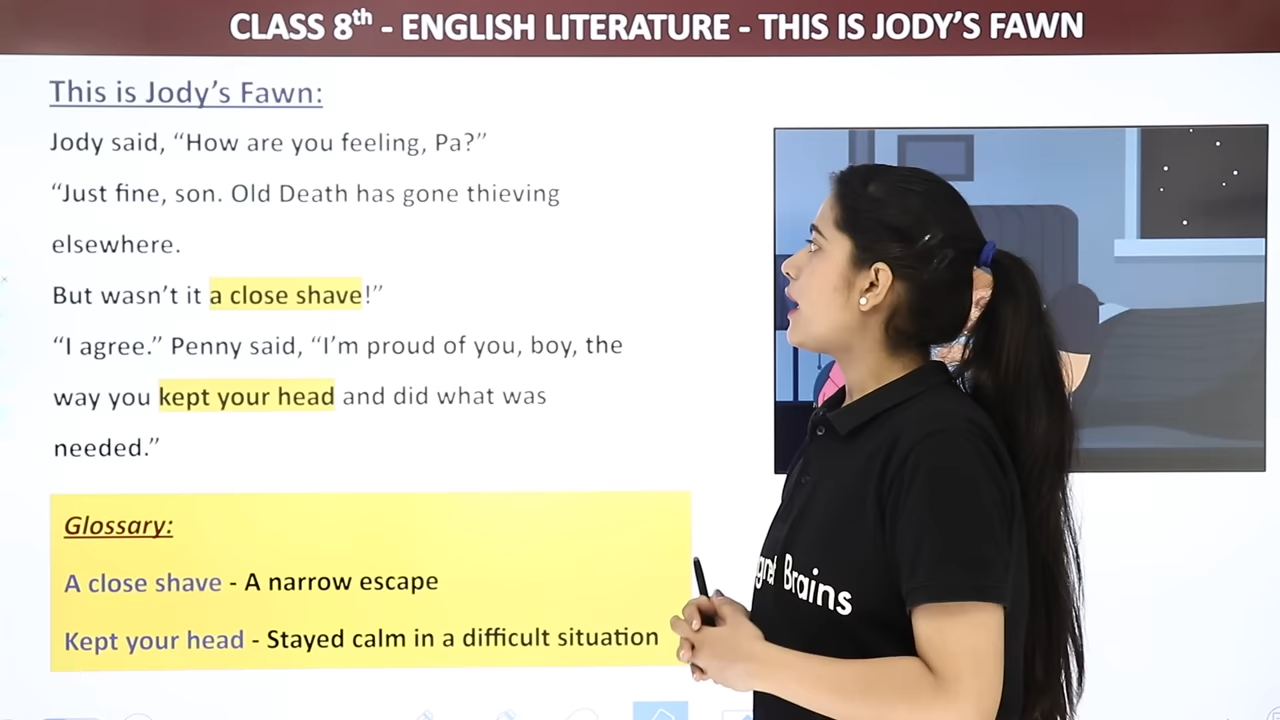 CLASS 8th - ENGLISH LITERATURE - THIS IS JODY'S FAWN
This is Jody's Fawn:
Jody said, “How are you feeling, Pa?”
“Just fine, son. Old Death has gone thieving
elsewhere.
But wasn't it a close shave!”
“I agree.” Penny said, “I'm proud of you, boy, the
way you kept your head and did what was
needed.”
Glossary:
A close shave - A narrow escape
Kept your head - Stayed calm in a difficult situation
Brains